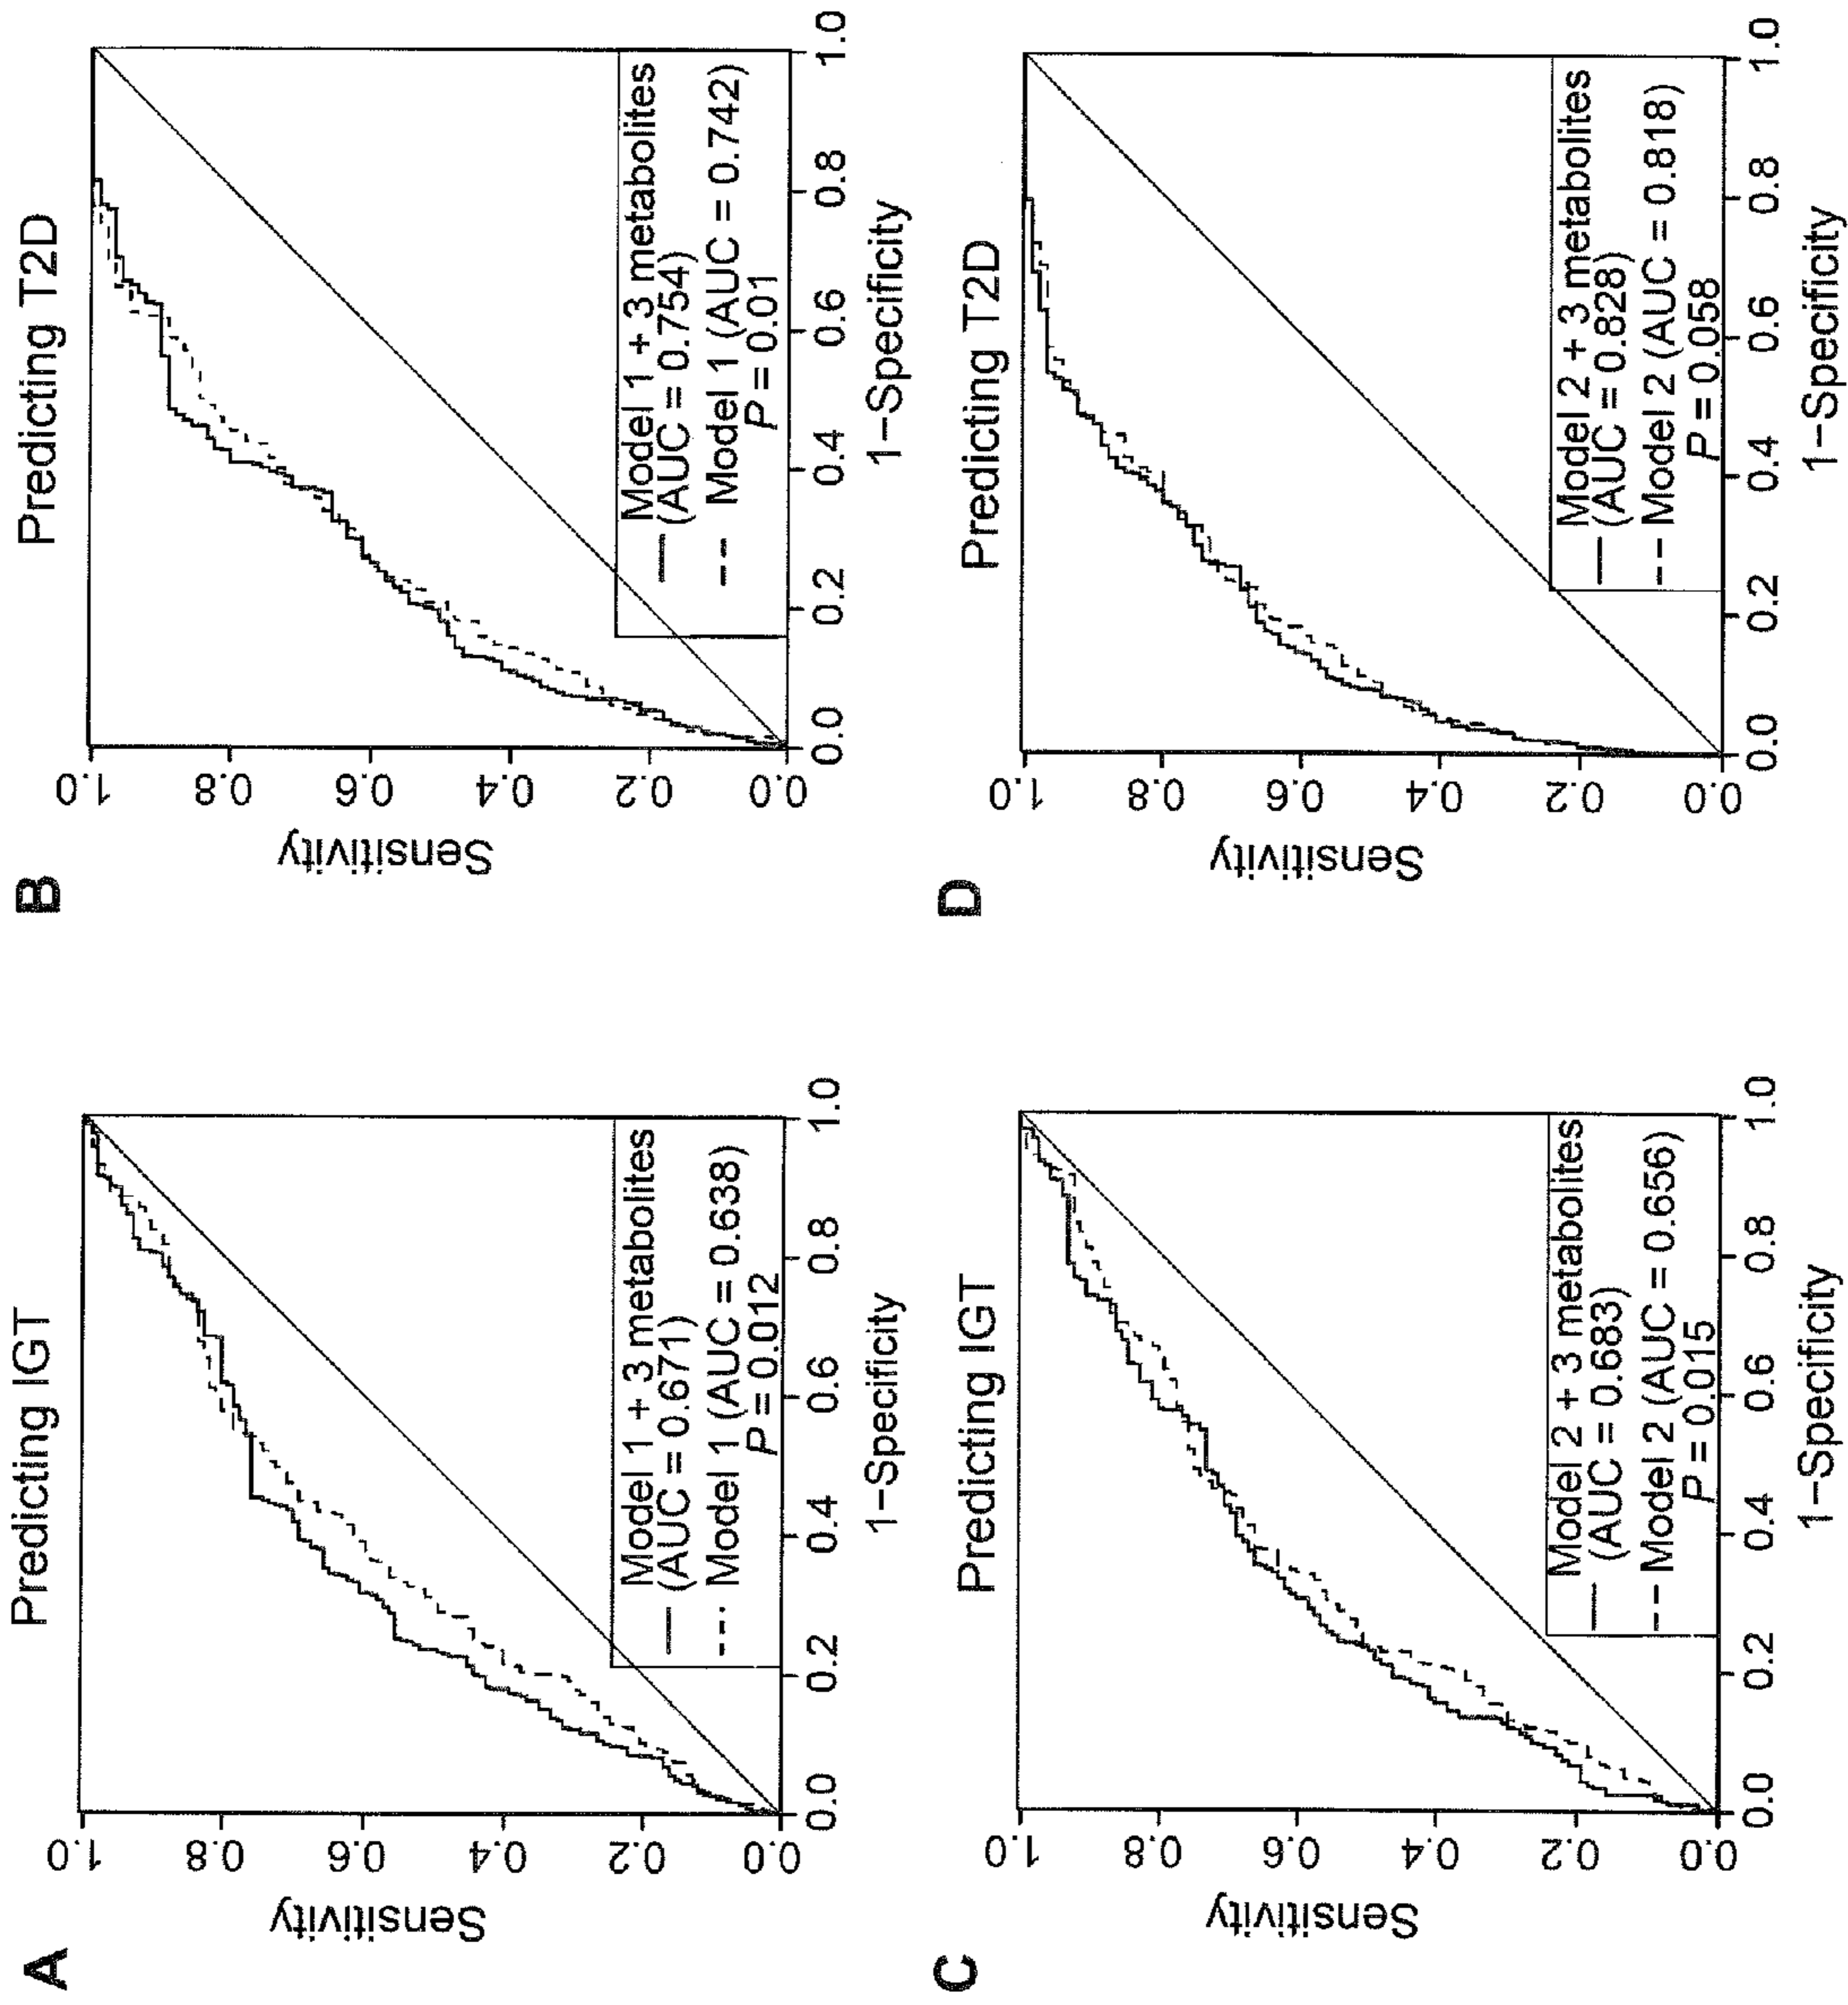 A
Predicting IGT
Sensitivity
1.0
0.8
0.6
0.4
0.2
0.0
Model 1 + 3 metabolites
(AUC = 0.671)
Model 1 (AUC = 0.638)
P = 0.012
0.0 0.2 0.4 0.6 0.8 1.0
1–Specificity
B
Predicting T2D
Sensitivity
1.0
0.8
0.6
0.4
0.2
0.0
Model 1 + 3 metabolites
(AUC = 0.754)
Model 1 (AUC = 0.742)
P = 0.01
0.0 0.2 0.4 0.6 0.8 1.0
1–Specificity
C
Predicting IGT
Sensitivity
1.0
0.8
0.6
0.4
0.2
0.0
Model 2 + 3 metabolites
(AUC = 0.683)
Model 2 (AUC = 0.656)
P = 0.015
0.0 0.2 0.4 0.6 0.8 1.0
1–Specificity
D
Predicting T2D
Sensitivity
1.0
0.8
0.6
0.4
0.2
0.0
Model 2 + 3 metabolites
(AUC = 0.828)
Model 2 (AUC = 0.818)
P = 0.058
0.0 0.2 0.4 0.6 0.8 1.0
1–Specificity